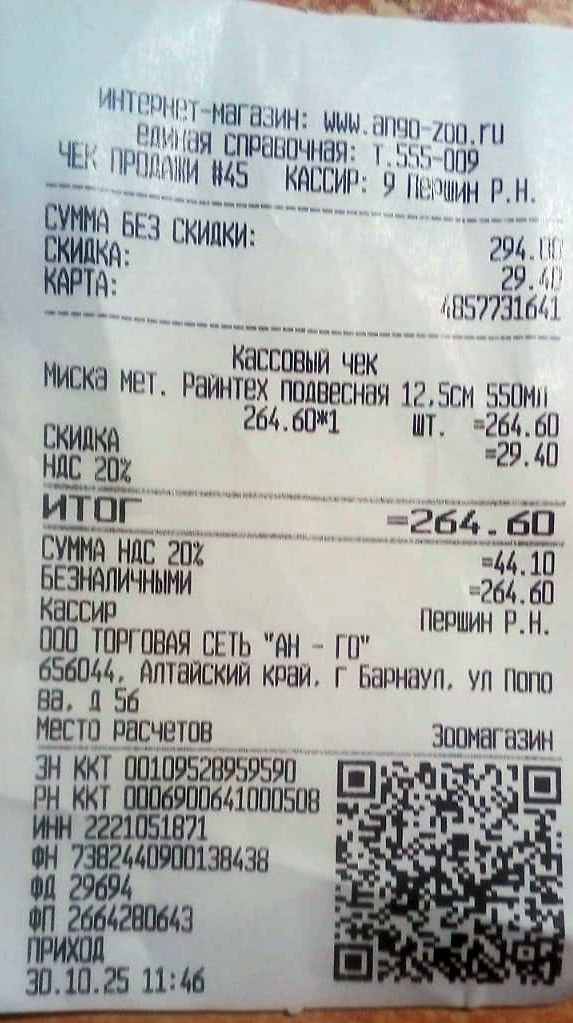 ИНТЕРНЕТ-МАГАЗИН: www.ango-zoo.ru
ЕДИНАЯ СПРАВОЧНАЯ: Т.555-009
ЧЕК ПРОДАЖИ #45 КАССИР: 9 Першин Р.Н.
СУММА БЕЗ СКИДКИ: 294.00
СКИДКА: 29.40
КАРТА: 4857731641
Кассовый чек
Миска мет. Райнтех подвесная 12,5см 550мл
264.60*1 ШТ. =264.60
СКИДКА =29.40
НДС 20%
ИТОГ =264.60
СУММА НДС 20% =44.10
БЕЗНАЛИЧНЫМИ =264.60
Кассир Першин Р.Н.
ООО ТОРГОВАЯ СЕТЬ "АН - ГО"
656044, Алтайский край, г Барнаул, ул Попо
ва, д 56
Место расчетов Зоомагазин
ЗН ККТ 00109528959590
РН ККТ 0006900641000508
ИНН 2221051871
ФН 7382440900138438
ФД 29694
ФП 2664280643
ПРИХОД
30.10.25 11:46